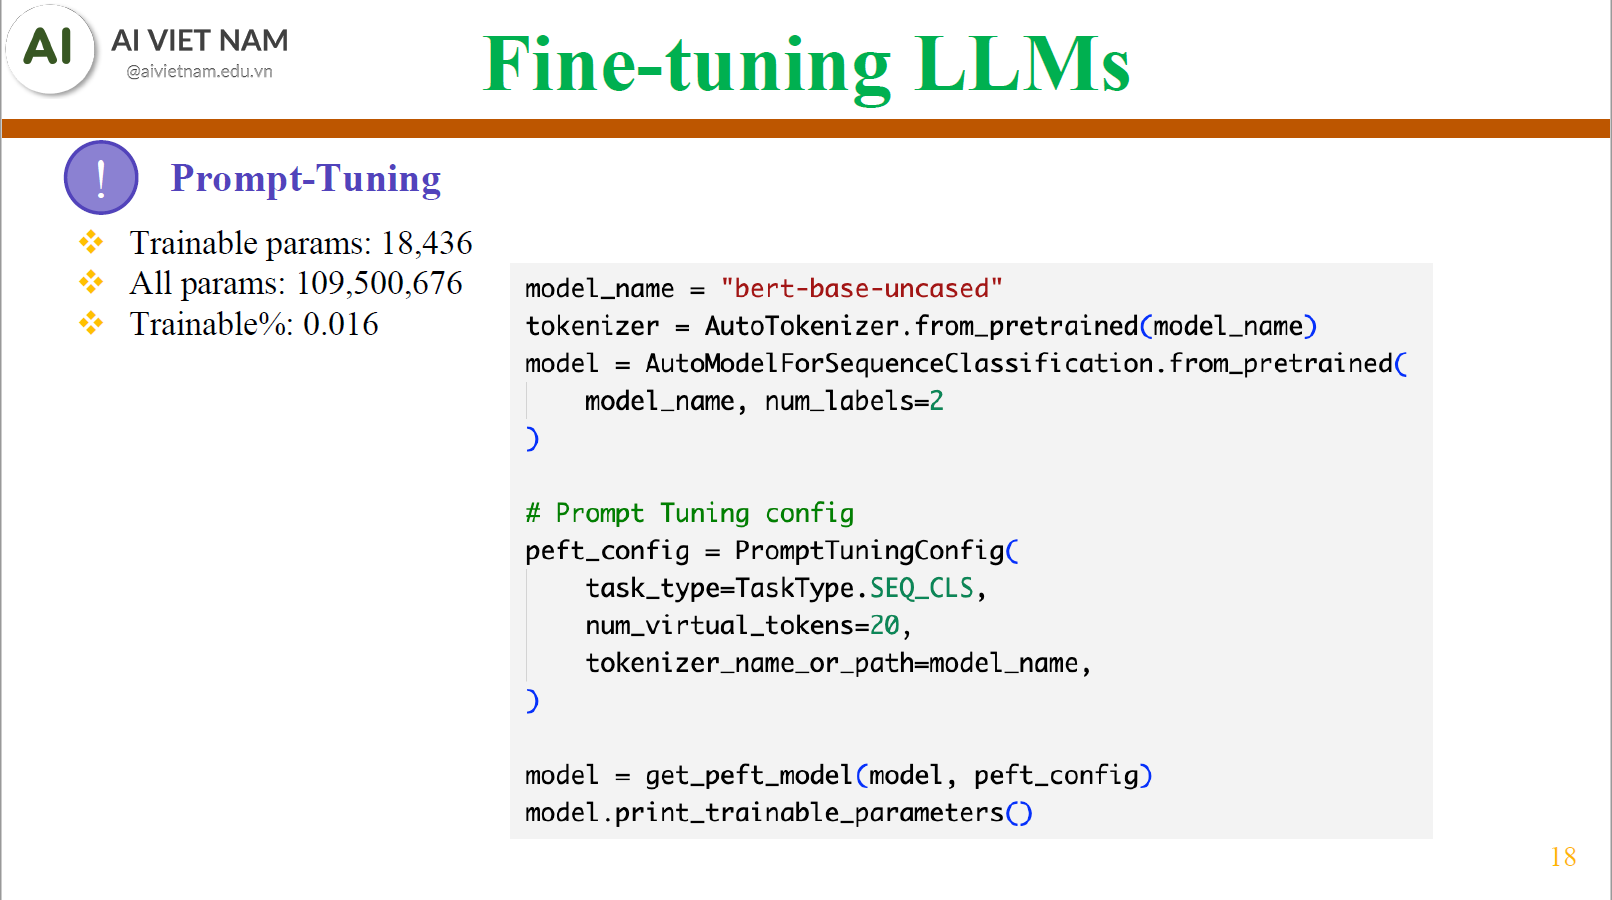 AI
AI VIET NAM
@aivietnam.edu.vn
Fine-tuning LLMs
!
Prompt-Tuning
Trainable params: 18,436
All params: 109,500,676
Trainable%: 0.016
model_name = "bert-base-uncased"
tokenizer = AutoTokenizer.from_pretrained(model_name)
model = AutoModelForSequenceClassification.from_pretrained(
    model_name, num_labels=2
)
# Prompt Tuning config
peft_config = PromptTuningConfig(
    task_type=TaskType.SEQ_CLS,
    num_virtual_tokens=20,
    tokenizer_name_or_path=model_name,
)
model = get_peft_model(model, peft_config)
model.print_trainable_parameters()
18